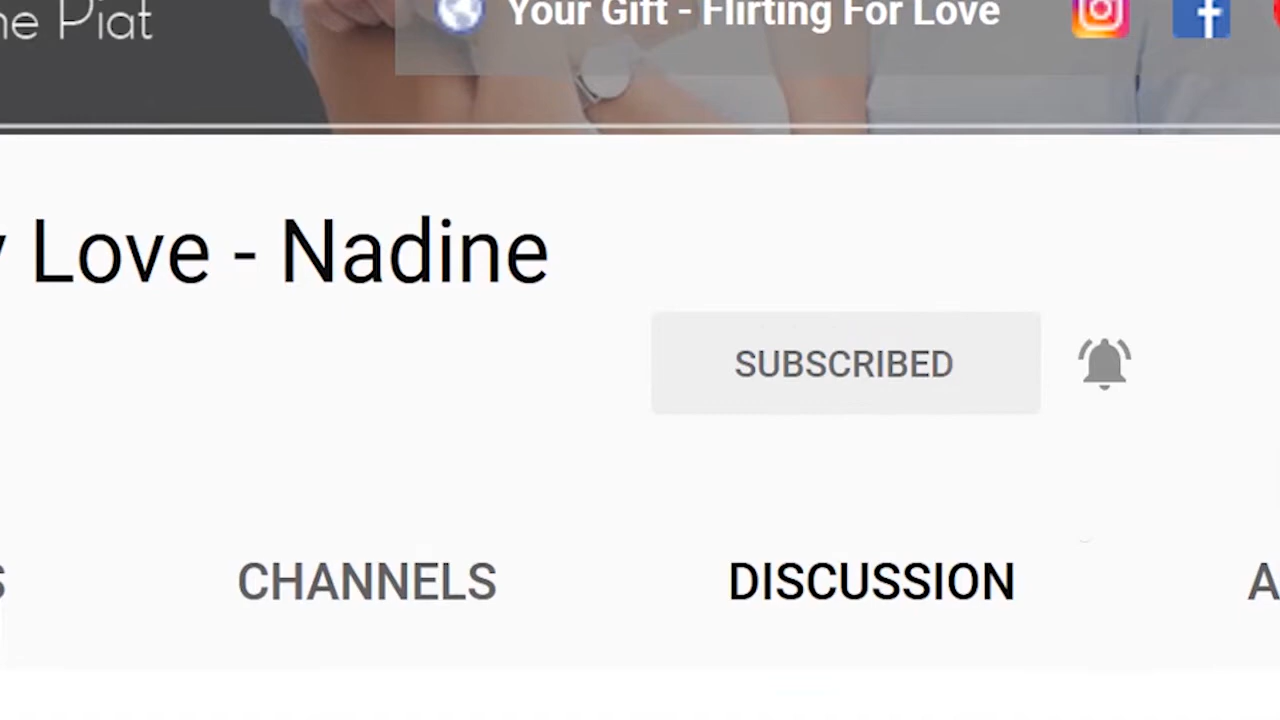 ne Piat
Your Gift - Flirting For Love
y Love - Nadine
SUBSCRIBED
S CHANNELS DISCUSSION A